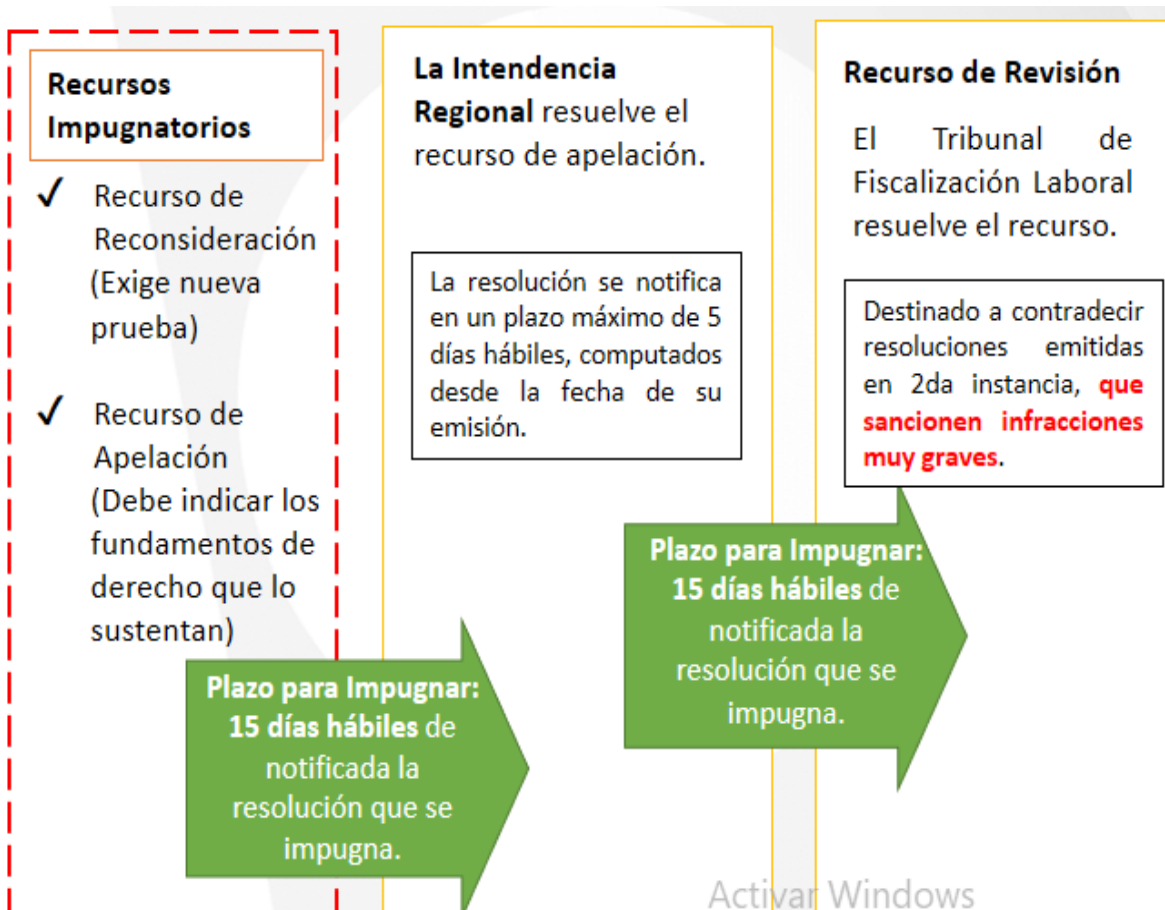 Recursos
Impugnatorios
✓ Recurso de
Reconsideración
(Exige nueva
prueba)
✓ Recurso de
Apelación
(Debe indicar los
fundamentos de
derecho que lo
sustentan)
Plazo para Impugnar:
15 días hábiles de
notificada la
resolución que se
impugna.
La Intendencia
Regional resuelve el
recurso de apelación.
La resolución se notifica
en un plazo máximo de 5
días hábiles, computados
desde la fecha de su
emisión.
Plazo para Impugnar:
15 días hábiles de
notificada la
resolución que se
impugna.
Recurso de Revisión
El Tribunal de
Fiscalización Laboral
resuelve el recurso.
Destinado a contradecir
resoluciones emitidas
en 2da instancia, que
sancionen infracciones
muy graves.
Activar Windows